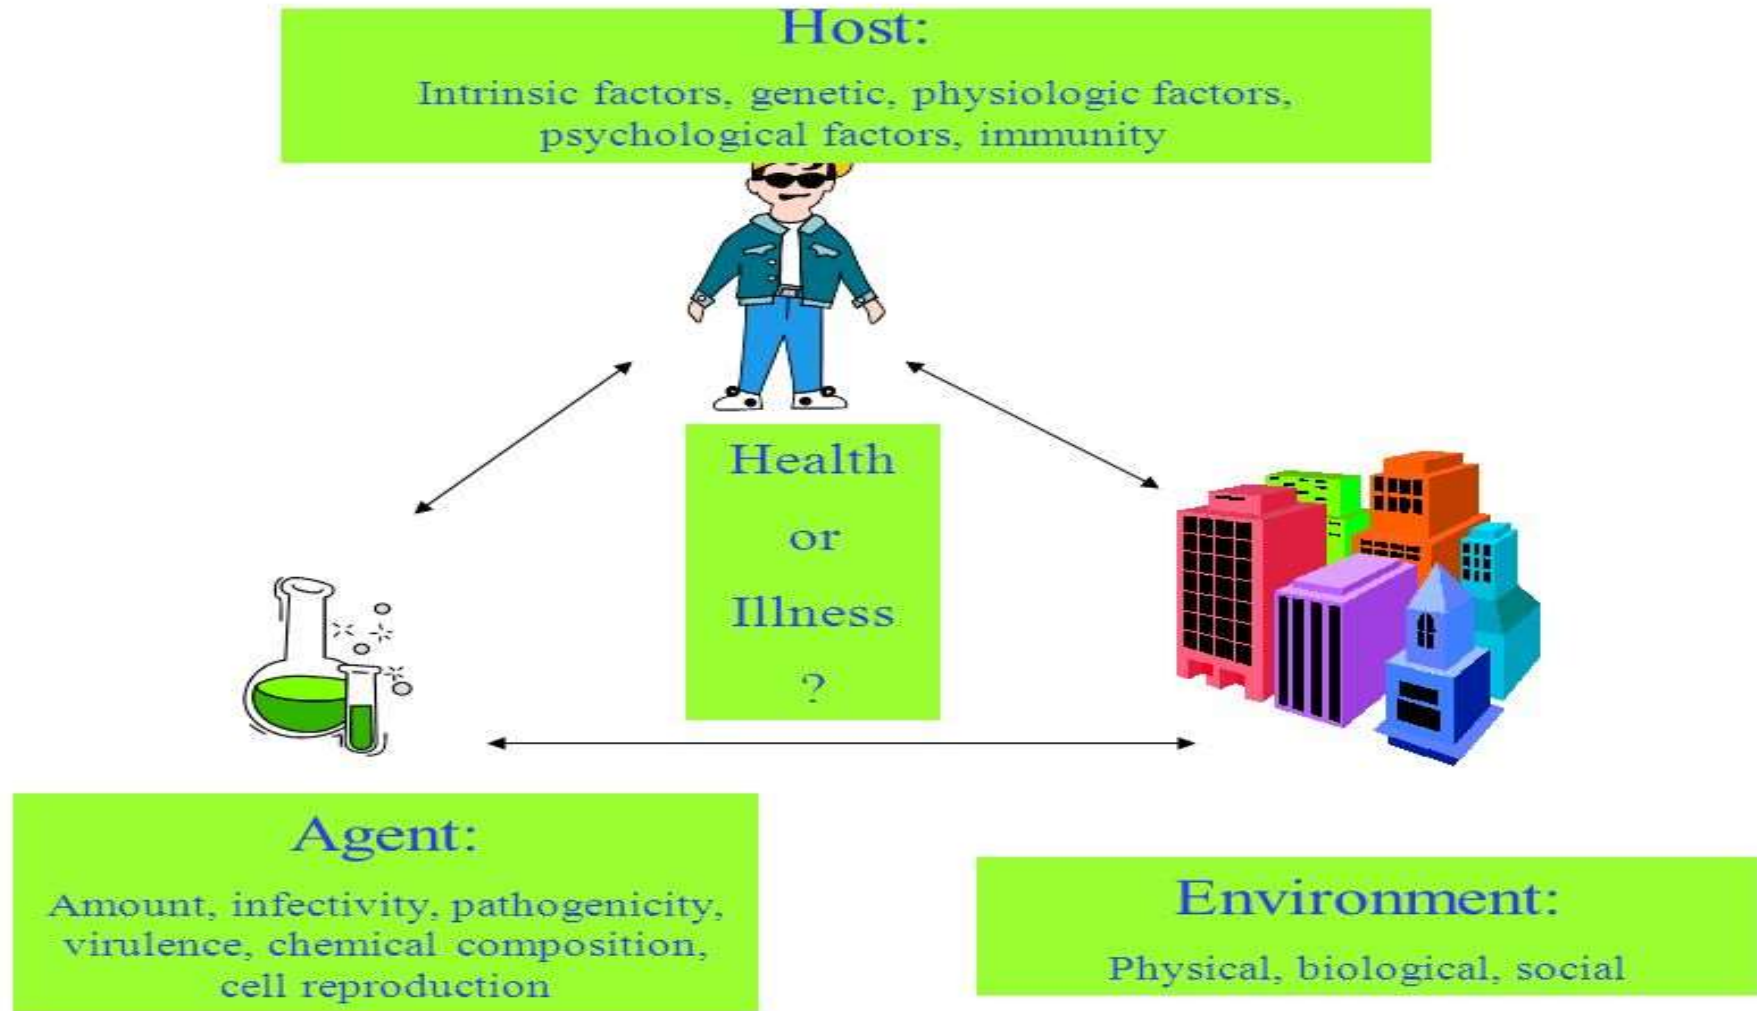 Host:
Intrinsic factors, genetic, physiologic factors,
psychological factors, immunity
Health
or
Illness
?
Agent:
Amount, infectivity, pathogenicity,
virulence, chemical composition,
cell reproduction
Environment:
Physical, biological, social